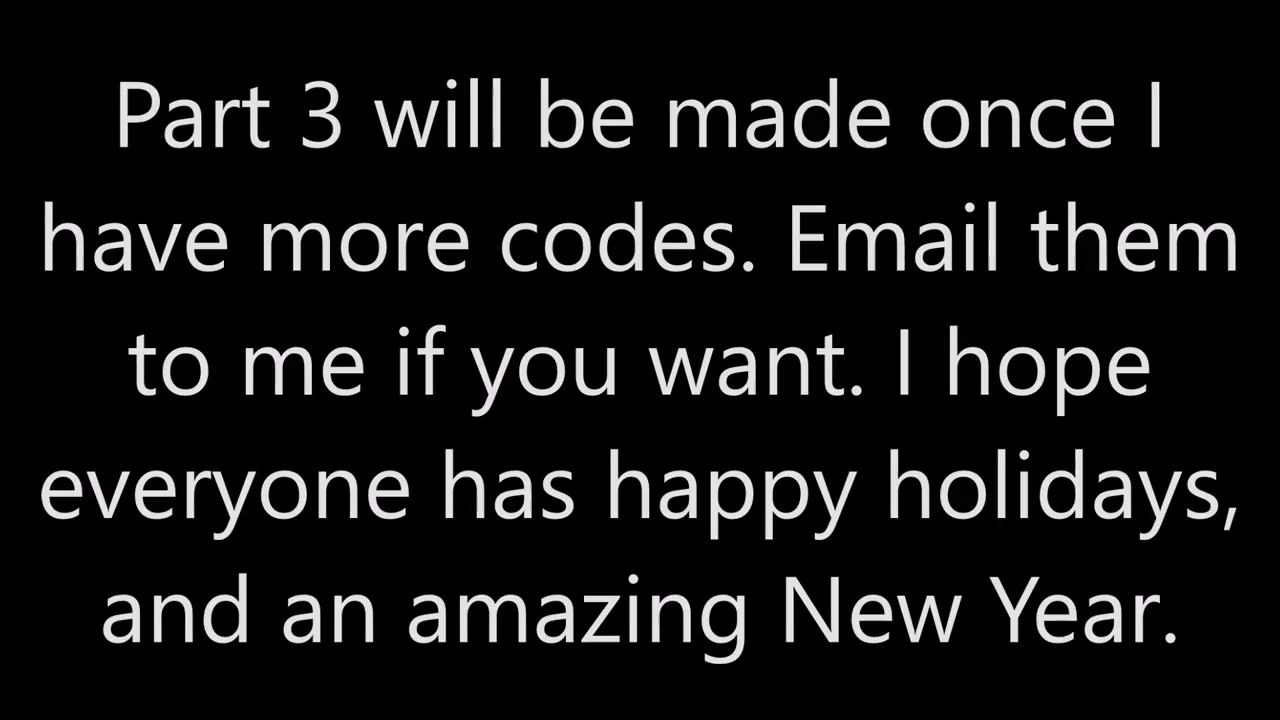 Part 3 will be made once I
have more codes. Email them
to me if you want. I hope
everyone has happy holidays,
and an amazing New Year.